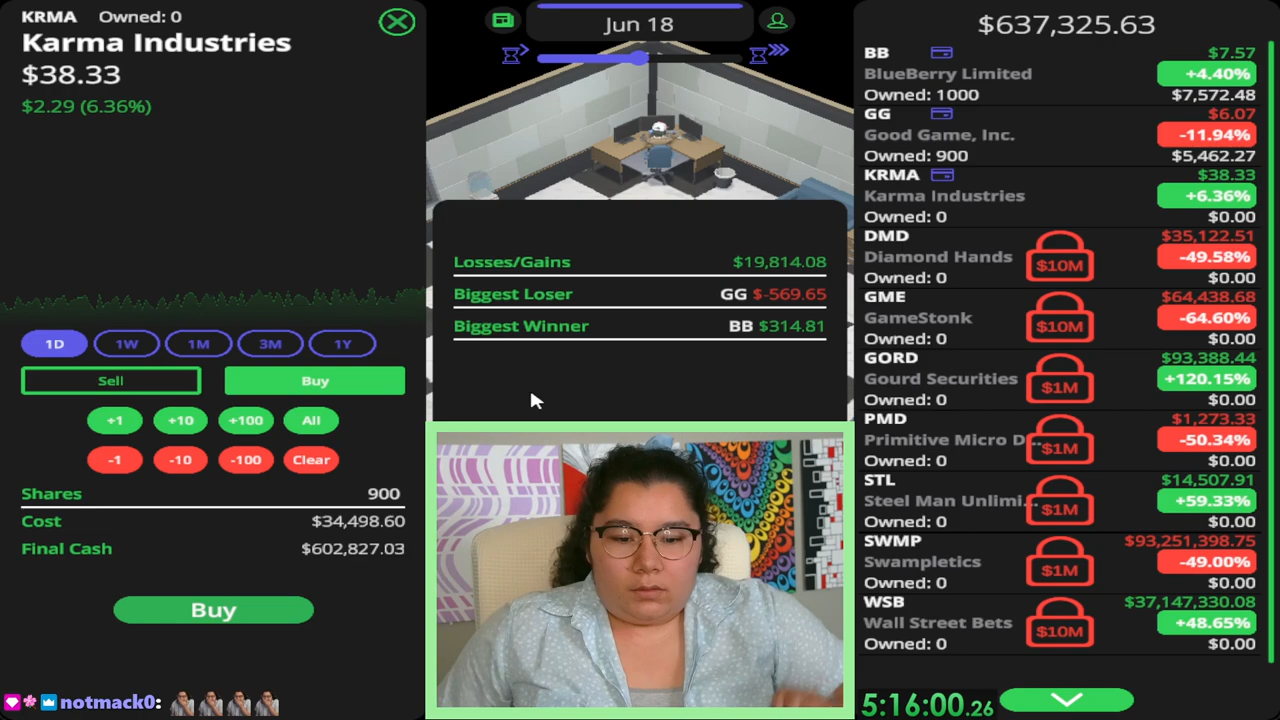 KRMA Owned: 0
Karma Industries
$38.33
$2.29 (6.36%)
1D 1W 1M 3M 1Y
Sell Buy
+1 +10 +100 All
-1 -10 -100 Clear
Shares 900
Cost $34,498.60
Final Cash $602,827.03
Buy
notmack0:
Jun 18
Losses/Gains $19,814.08
Biggest Loser GG $-569.65
Biggest Winner BB $314.81
$637,325.63
BB $7.57
BlueBerry Limited +4.40%
Owned: 1000 $7,572.48
GG $6.07
Good Game, Inc. -11.94%
Owned: 900 $5,462.27
KRMA $38.33
Karma Industries +6.36%
Owned: 0 $0.00
DMD $35,122.51
Diamond Hands $10M -49.58%
Owned: 0 $0.00
GME $64,438.68
GameStonk $10M -64.60%
Owned: 0 $0.00
GORD $93,388.44
Gourd Securities $1M +120.15%
Owned: 0 $0.00
PMD $1,273.33
Primitive Micro D... $1M -50.34%
Owned: 0 $0.00
STL $14,507.91
Steel Man Unlimi... $1M +59.33%
Owned: 0 $0.00
SWMP $93,251,398.75
Swampletics $1M -49.00%
Owned: 0 $0.00
WSB $37,147,330.08
Wall Street Bets $10M +48.65%
Owned: 0 $0.00
5:16:00.26